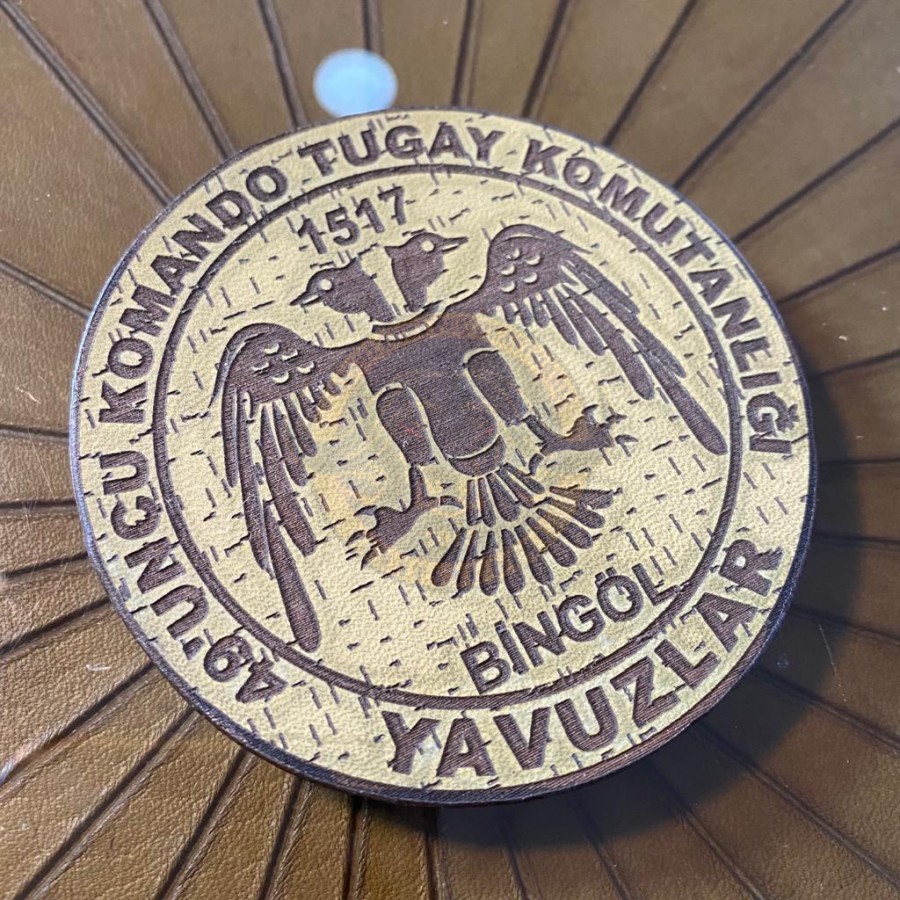 49'UNCU KOMANDO TUGAY KOMUTANLIĞI
1517
BİNGÖL
YAVUZLAR